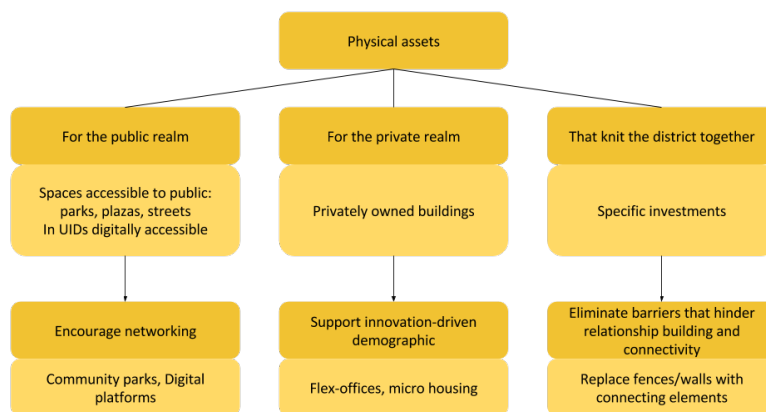 Physical assets
For the public realm
For the private realm
That knit the district together
Spaces accessible to public:
parks, plazas, streets
In UIDs digitally accessible
Privately owned buildings
Specific investments
Encourage networking
Support innovation-driven
demographic
Eliminate barriers that hinder
relationship building and
connectivity
Community parks, Digital
platforms
Flex-offices, micro housing
Replace fences/walls with
connecting elements